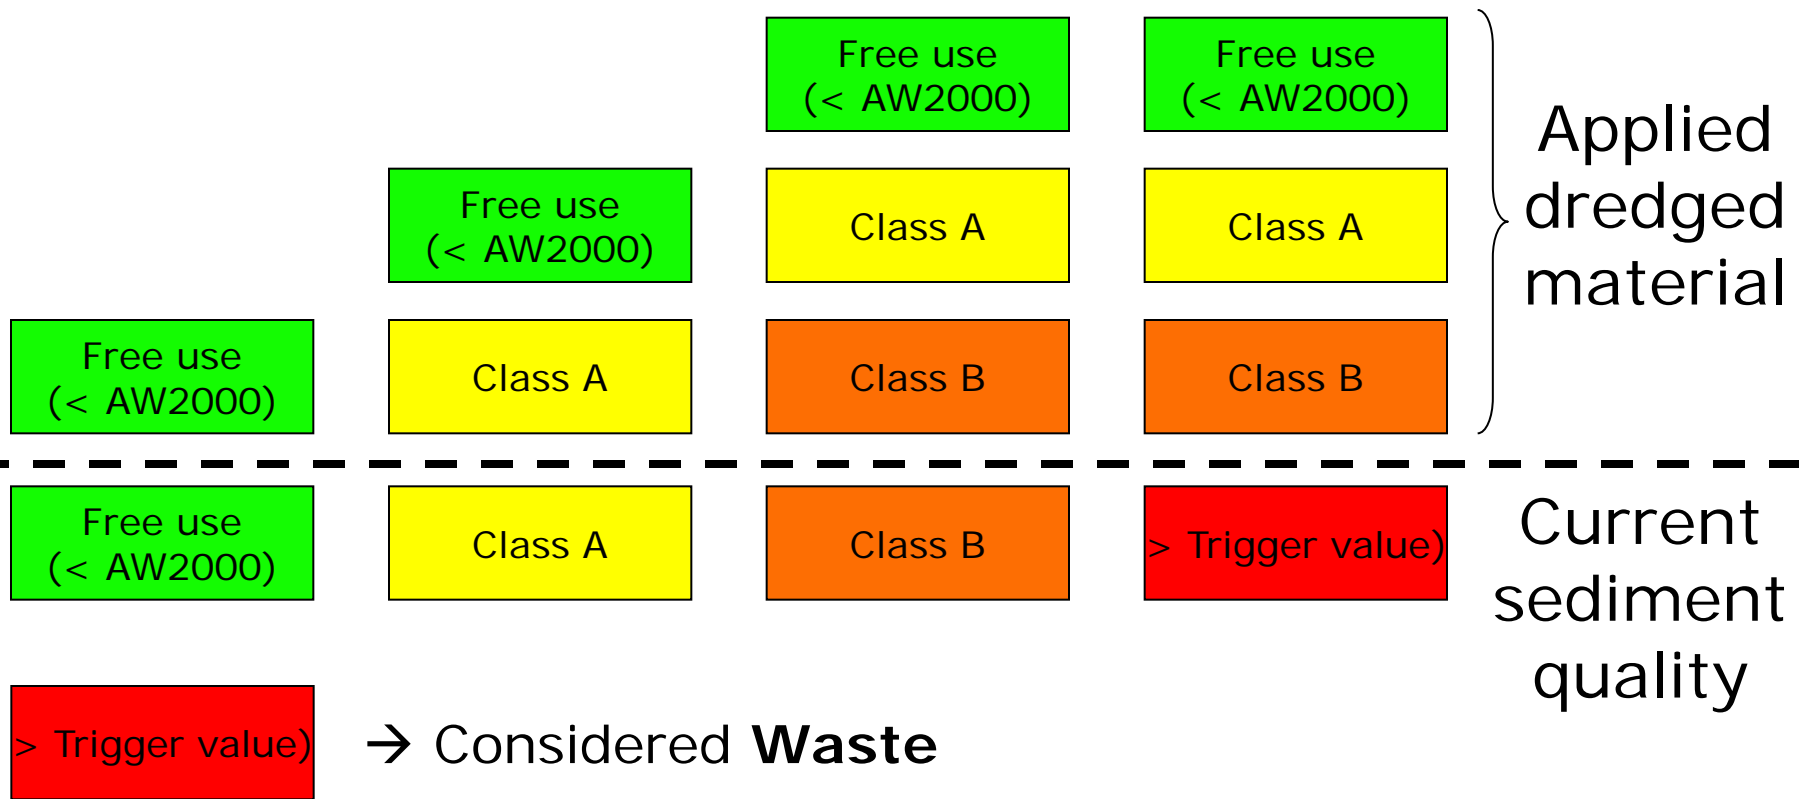 Free use
(< AW2000)
Free use
(< AW2000)
Free use
(< AW2000)
Class A
Class A
Applied
dredged
material
Free use
(< AW2000)
Class A
Class B
Class B
Free use
(< AW2000)
Class A
Class B
> Trigger value)
Current
sediment
quality
> Trigger value)
→ Considered Waste